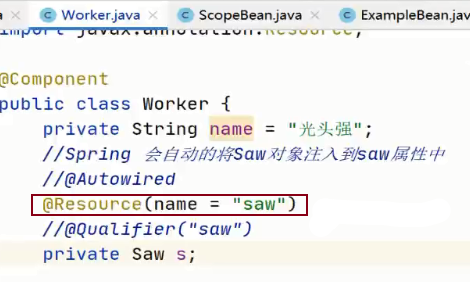 a × Worker.java × ScopeBean.java × ExampleBean.jav
import javax.annotation.Resource;
@Component
public class Worker {
private String name = "光头强";
//Spring 会自动的将Saw对象注入到saw属性中
//@Autowired
@Resource(name = "saw")
//@Qualifier("saw")
private Saw s;